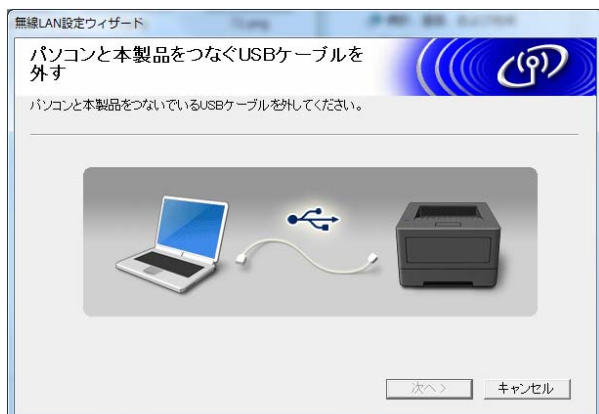 無線LAN設定ウィザード
パソコンと本製品をつなぐUSBケーブルを
外す
パソコンと本製品をつないでいるUSBケーブルを外してください。
次へ >
キャンセル